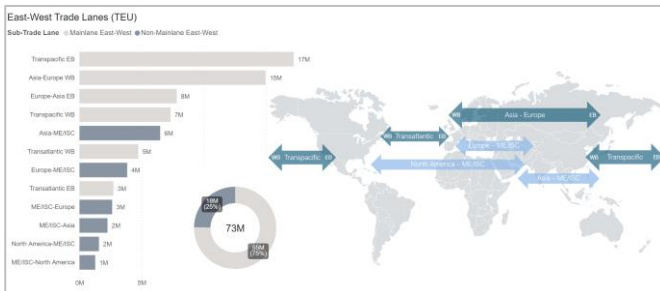 East-West Trade Lanes (TEU)
Sub-Trade Lane Mainlane East-West Non-Mainlane East-West
Transpacific EB 17M
Asia-Europe WB 15M
Europe-Asia EB 8M
Transpacific WB 7M
Asia-ME/ISC 6M
Transatlantic WB 5M
Europe-ME/ISC 4M
Transatlantic EB 3M
ME/ISC-Europe 3M
ME/ISC-Asia 2M
North America-ME/ISC 2M
ME/ISC-North America 1M
0M 5M
18M
(25%)
73M
55M
(75%)
WB Asia - Europe EB
WB Transatlantic EB
Europe - ME/ISC
WB Transpacific EB
North America - ME/ISC
WB Transpacific EB
Asia - ME/ISC